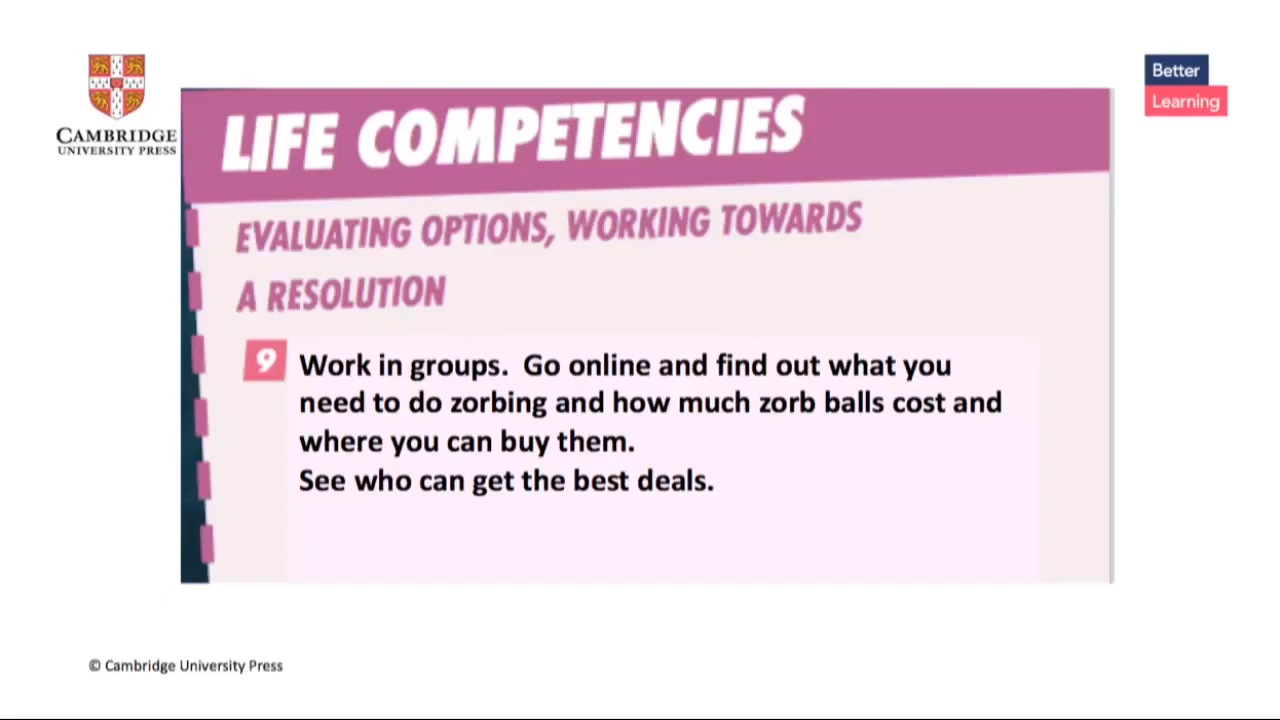 CAMBRIDGE
UNIVERSITY PRESS
Better
Learning
LIFE COMPETENCIES
EVALUATING OPTIONS, WORKING TOWARDS
A RESOLUTION
9 Work in groups.  Go online and find out what you
need to do zorbing and how much zorb balls cost and
where you can buy them.
See who can get the best deals.
© Cambridge University Press